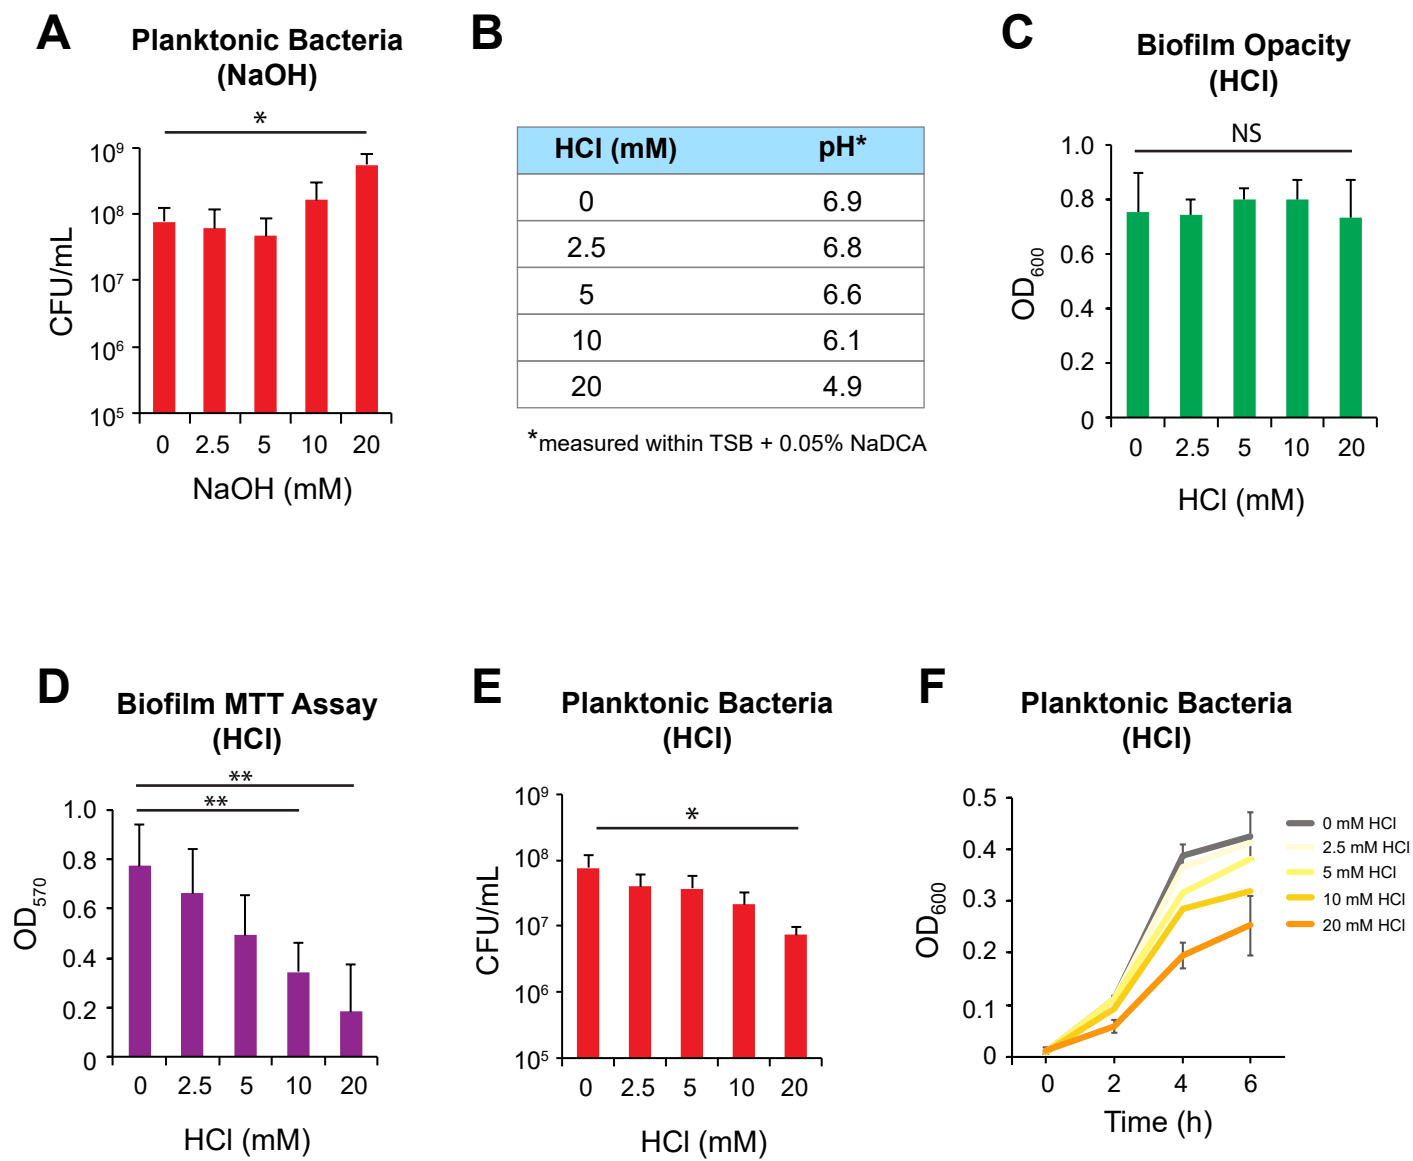 A
Planktonic Bacteria
(NaOH)
*
10⁹
10⁸
10⁷
10⁶
10⁵
CFU/mL
0 2.5 5 10 20
NaOH (mM)
B
HCl (mM) pH*
0 6.9
2.5 6.8
5 6.6
10 6.1
20 4.9
*measured within TSB + 0.05% NaDCA
C
Biofilm Opacity
(HCl)
NS
1.0
0.8
0.6
0.4
0.2
0
OD₆₀₀
0 2.5 5 10 20
HCl (mM)
D
Biofilm MTT Assay
(HCl)
**
**
1.0
0.8
0.6
0.4
0.2
0
OD₅₇₀
0 2.5 5 10 20
HCl (mM)
E
Planktonic Bacteria
(HCl)
*
10⁹
10⁸
10⁷
10⁶
10⁵
CFU/mL
0 2.5 5 10 20
HCl (mM)
F
Planktonic Bacteria
(HCl)
0.5
0.4
0.3
0.2
0.1
0
OD₆₀₀
0 2 4 6
Time (h)
0 mM HCl
2.5 mM HCl
5 mM HCl
10 mM HCl
20 mM HCl